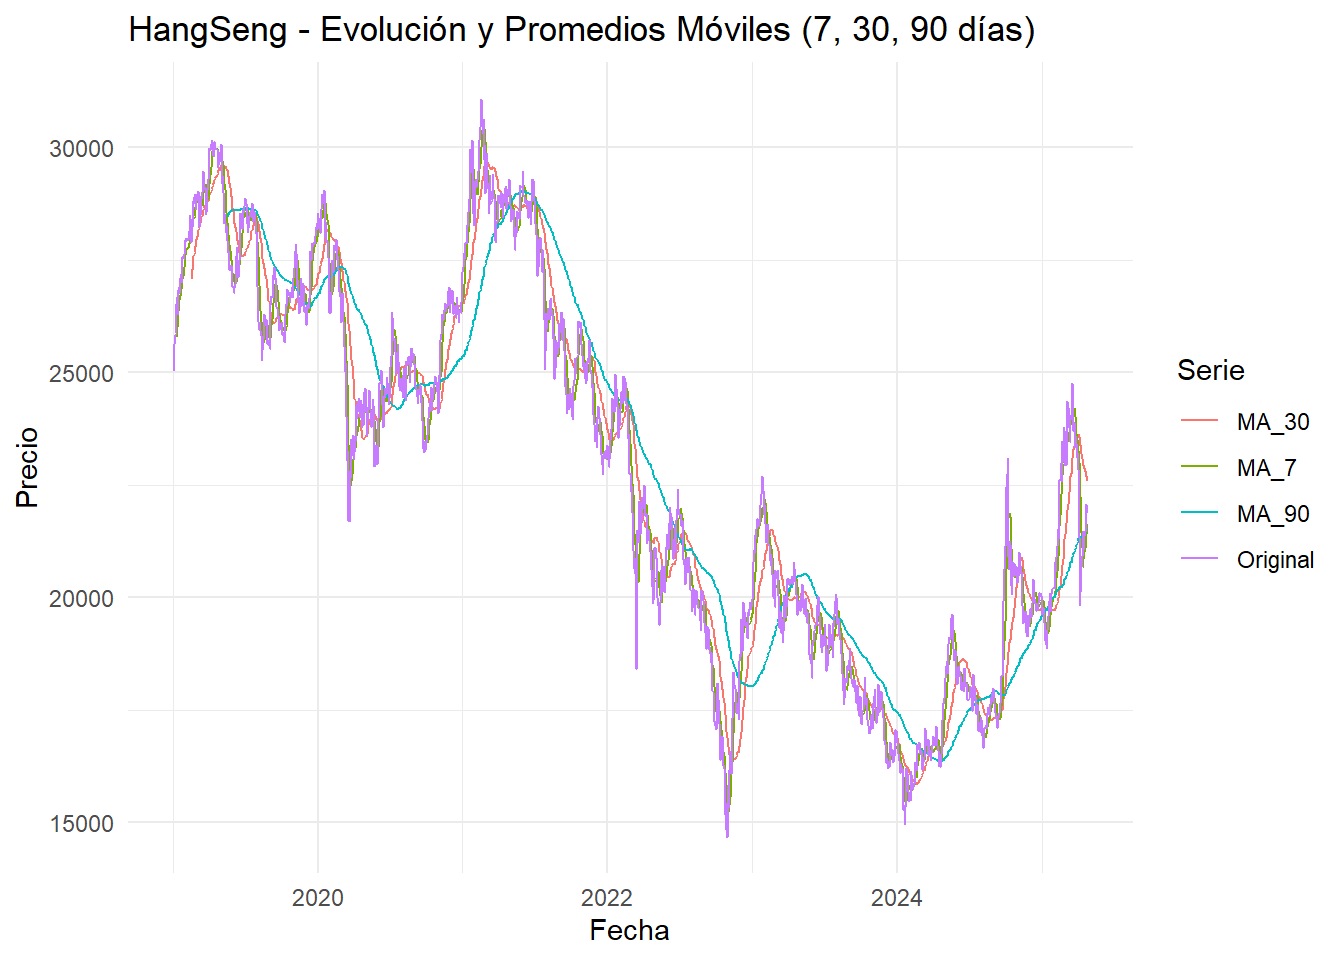 HangSeng - Evolución y Promedios Móviles (7, 30, 90 días)
30000
25000
20000
15000
Precio
2020
2022
2024
Fecha
Serie
MA_30
MA_7
MA_90
Original